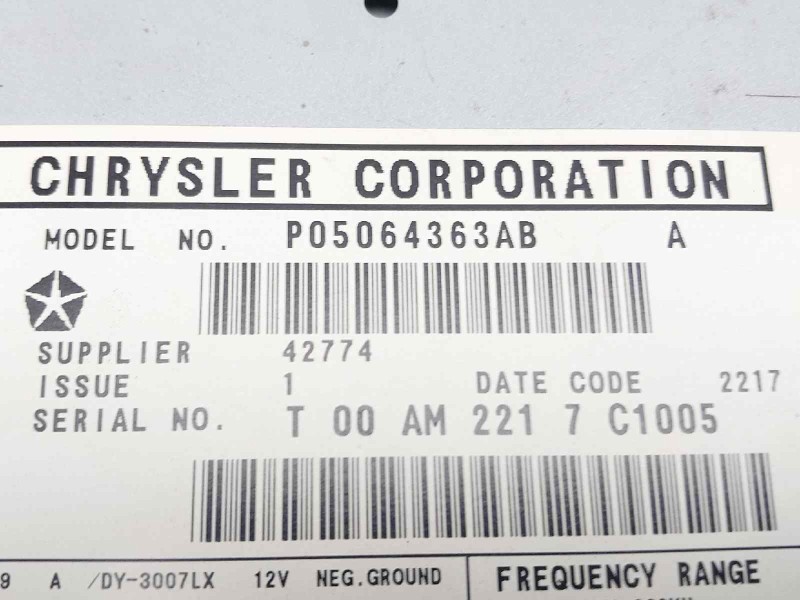 CHRYSLER CORPORATION
MODEL NO. P05064363AB A
SUPPLIER 42774
ISSUE 1 DATE CODE 2217
SERIAL NO. T 00 AM 221 7 C1005
9 A /DY-3007LX 12V NEG.GROUND FREQUENCY RANGE